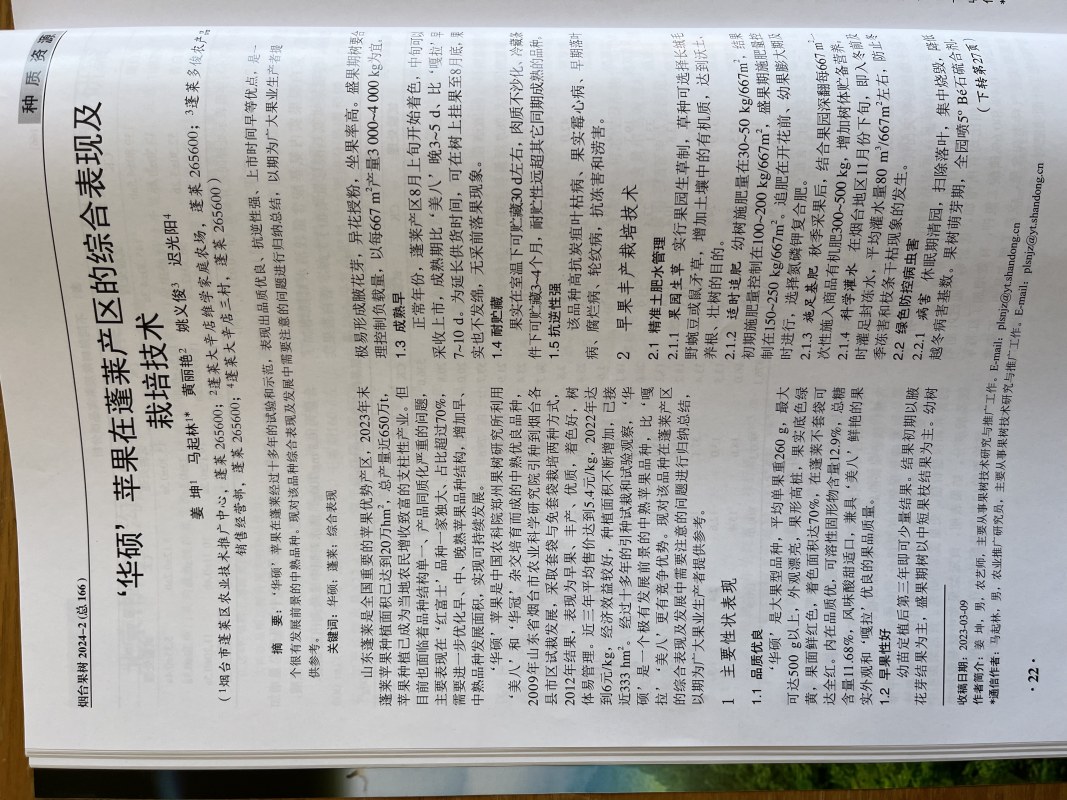 烟台果树 2024-2 (总 166)
种 质 资 源
‘华硕’ 苹果在蓬莱产区的综合表现及
栽培技术
姜 坤¹ 马起林¹* 黄丽艳² 姚义俊³ 迟光阳⁴
(¹烟台市蓬莱区农业技术推广中心，蓬莱 265600；²蓬莱大辛店维学家庭农场，蓬莱 265600；³蓬莱多俊农产品
销售经营部，蓬莱 265600；⁴蓬莱大辛店三村，蓬莱 265600)
摘 要：‘华硕’苹果在蓬莱经过十多年的试验和示范，表现出品质优良、抗逆性强、上市时间早等优点，是一
个很有发展前景的中熟品种。现对该品种综合表现及发展中需要注意的问题进行归纳总结，以期为广大果业生产者提
供参考。
关键词：华硕；蓬莱；综合表现
山东蓬莱是全国重要的苹果优势产区，2023年末
蓬莱苹果种植面积已达到20万hm²，总产量近650万t，
苹果种植已成为当地农民增收致富的支柱性产业。但
目前也面临着品种结构单一、产品同质化严重的问题，
主要表现在‘红富士’品种一家独大，占比超过70%，
需要进一步优化早、中、晚熟苹果品种结构，增加早、
中熟品种发展面积，实现可持续发展。
‘华硕’苹果是中国农科院郑州果树研究所利用
‘美八’和‘华冠’杂交培育而成的中熟优良品种，
2009年山东省烟台市农业科学研究院引种到烟台各
县市区试栽发展，采取套袋与免套袋栽培两种方式，
2012年结果，表现为早果、丰产、优质，着色好，树
体易管理。近三年平均售价达到5.4元/kg，2022年达
到6元/kg，经济效益较好，种植面积不断增加，已接
近333 hm²。经过十多年的引种试栽和试验观察，‘华
硕’是一个极有发展前景的中熟苹果品种，比‘嘎
拉’‘美八’更有竞争优势。现对该品种在蓬莱产区
的综合表现及发展中需要注意的问题进行归纳总结，
以期为广大果业生产者提供参考。
1 主要性状表现
1.1 品质优良
‘华硕’是大果型品种，平均单果重260 g，最大
可达500 g以上，外观漂亮，果形高桩，果实底色绿
黄，果面鲜红色，着色面积达70%，在蓬莱不套袋可
达全红。内在品质优，可溶性固形物含量12.9%，总糖
含量11.68%，风味酸甜适口，兼具‘美八’鲜艳的果
实外观和‘嘎拉’优良的果品质量。
1.2 早果性好
幼苗定植后第三年即可少量结果。结果初期以腋
花芽结果为主，盛果期树以中短果枝结果为主。幼树
极易形成腋花芽，异花授粉，坐果率高。盛果期树要合
理控制负载量，以每667 m²产量3 000~4 000 kg为宜。
1.3 成熟早
正常年份，蓬莱产区8月上旬开始着色，中旬可以
采收上市，成熟期比‘美八’晚3~5 d、比‘嘎拉’早
7~10 d。为延长供货时间，可在树上挂果至8月底，果
实也不发绵，无采前落果现象。
1.4 耐贮藏
果实在室温下可贮藏30 d左右，肉质不沙化，冷藏条
件下可贮藏3~4个月，耐贮性远超其它同期成熟的品种。
1.5 抗逆性强
该品种高抗炭疽叶枯病、果实霉心病、早期落叶
病、腐烂病、轮纹病，抗冻害和涝害。
2 早果丰产栽培技术
2.1 精准土肥水管理
2.1.1 果园生草 实行果园生草制，草种可选择长绒毛
野豌豆或鼠茅草，增加土壤中的有机质，达到沃土、
养根、壮树的目的。
2.1.2 适时追肥 幼树施肥量在30~50 kg/667m²，结果
初期施肥量控制在100~200 kg/667m²，盛果期施肥量控
制在150~250 kg/667m²。追肥在开花前、幼果膨大期及
时进行，选择氮磷钾复合肥。
2.1.3 施足基肥 秋季采果后，结合果园深翻每667 m²一
次性施入商品有机肥300~500 kg，增加树体贮备营养。
2.1.4 科学灌水 在烟台地区11月份下旬，即入冬前及
时灌足封冻水，平均灌水量80 m³/667m²左右，防止冬
季冻害和枝条干枯现象的发生。
2.2 绿色防控病虫害
2.2.1 病害 休眠期清园，扫除落叶，集中烧毁，降低
越冬病害基数。果树萌芽期，全园喷5° Bé石硫合剂，
(下转第27页)
收稿日期：2023-03-09
作者简介：姜 坤，男，农艺师，主要从事果树技术研究与推广工作。E-mail：plsnjz@yt.shandong.cn
*通信作者：马起林，男，农业推广研究员，主要从事果树技术研究与推广工作。E-mail：plsnjz@yt.shandong.cn
· 22 ·